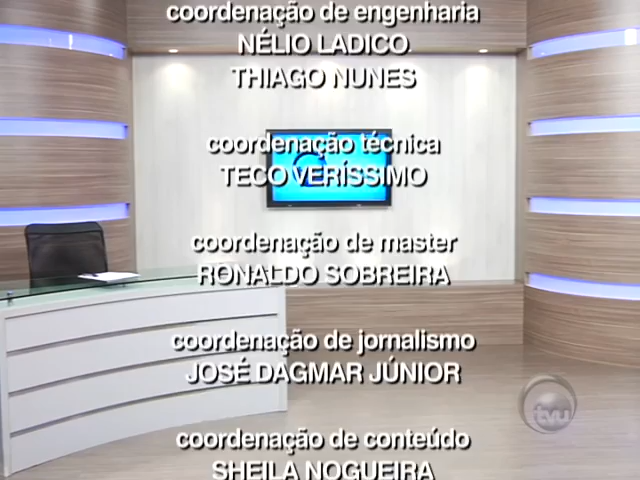 coordenação de engenharia
NÉLIO LADICO
THIAGO NUNES
coordenação técnica
TECO VERÍSSIMO
coordenação de master
RONALDO SOBREIRA
coordenação de jornalismo
JOSÉ DAGMAR JÚNIOR
tvu
coordenação de conteúdo
SHEILA NOGUEIRA